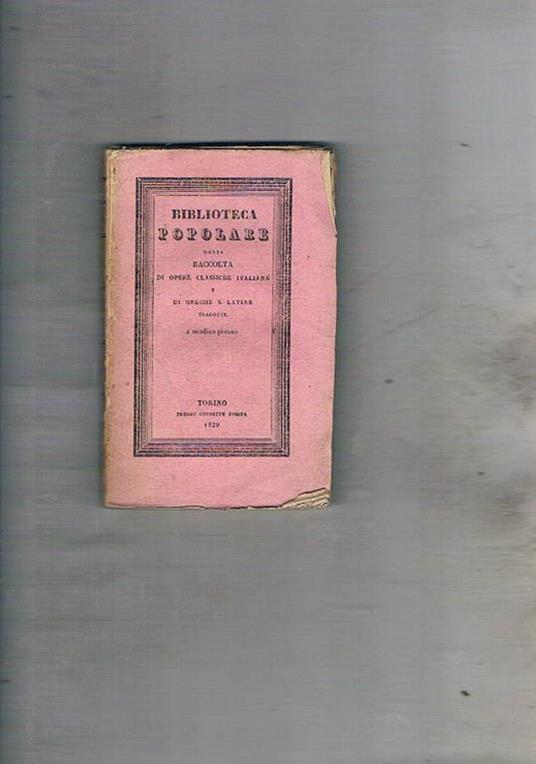 BIBLIOTECA
POPOLARE
OSSIA
RACCOLTA
DI OPERE CLASSICHE ITALIANE
E
DI GRECHE E LATINE
TRADOTTE,
a modico prezzo
TORINO
PRESSO GIUSEPPE POMBA
1829